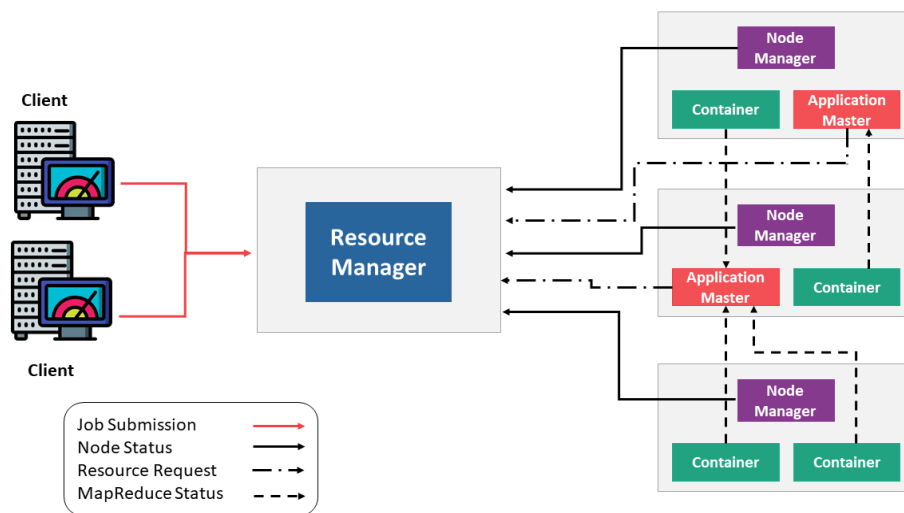 Client
Client
Resource
Manager
Node
Manager
Container
Application
Master
Node
Manager
Application
Master
Container
Node
Manager
Container
Container
Job Submission
Node Status
Resource Request
MapReduce Status